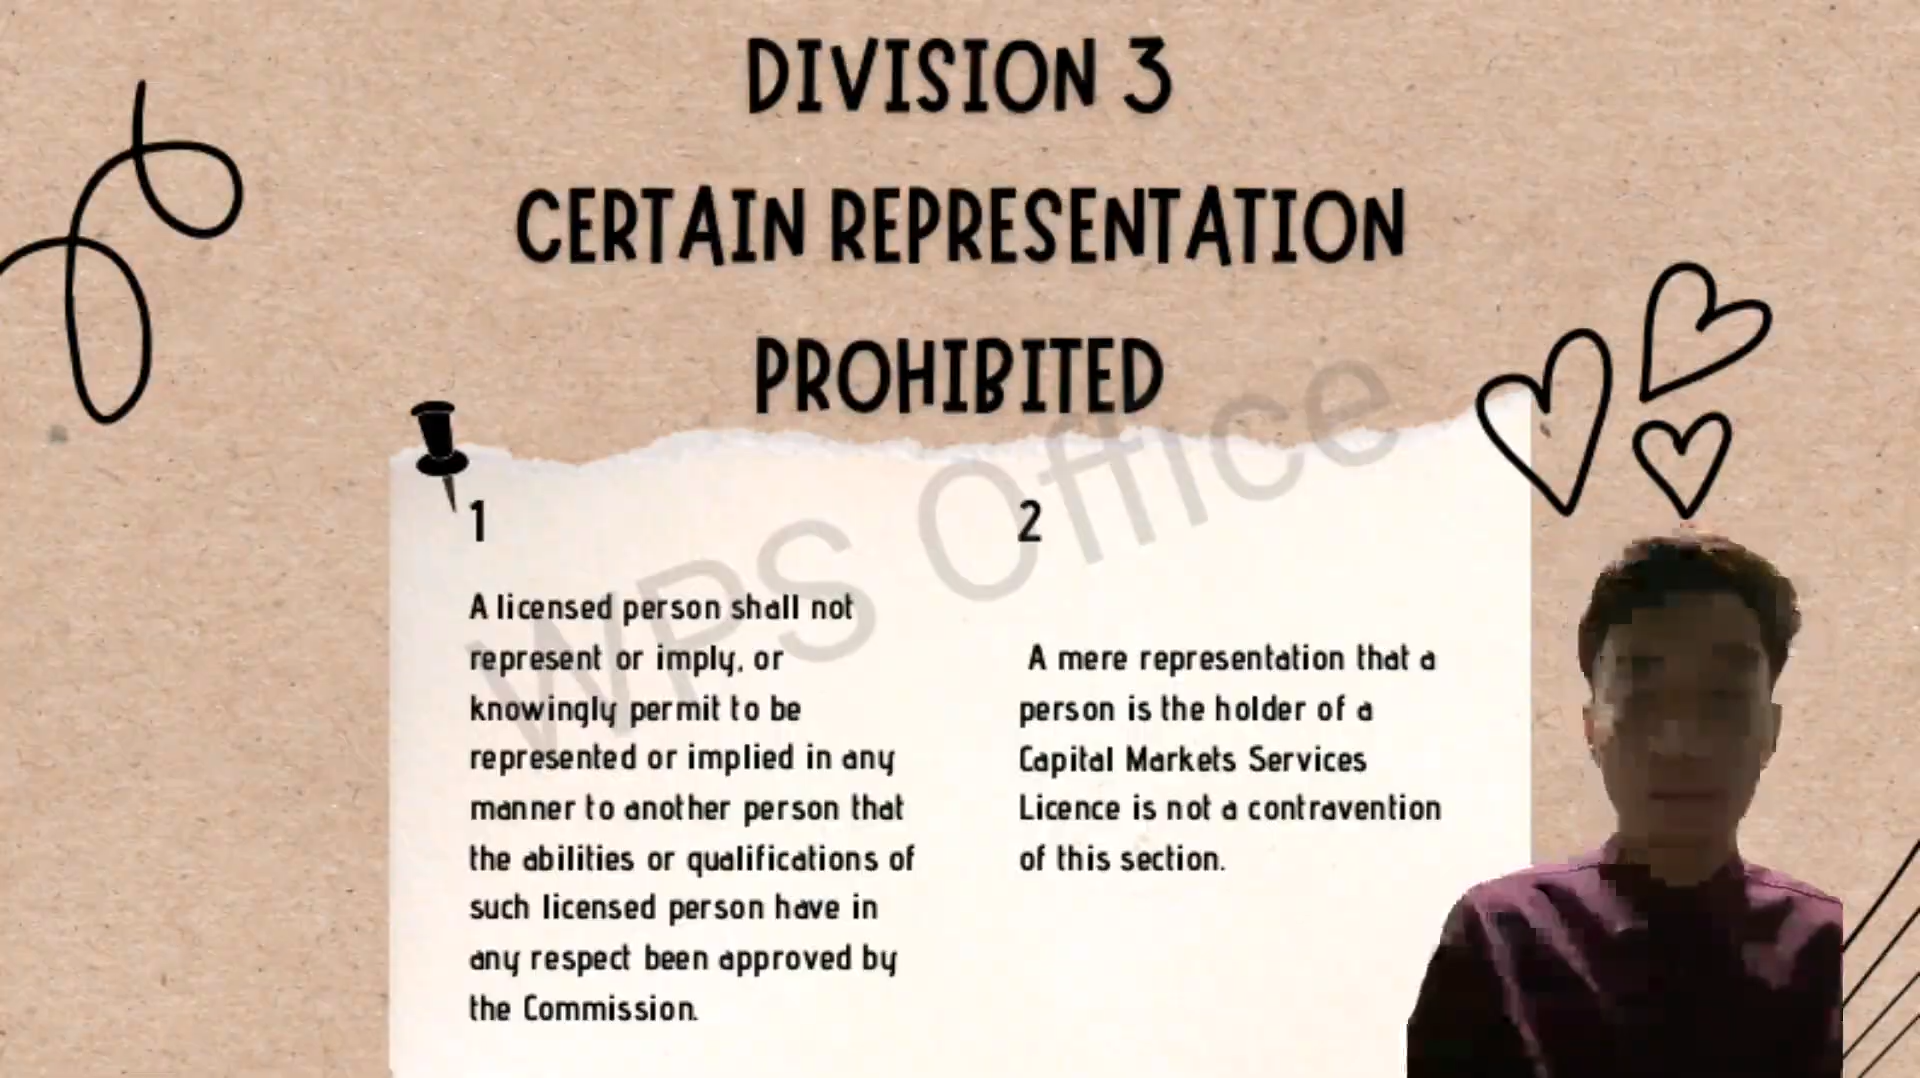 DIVISION 3
CERTAIN REPRESENTATION
PROHIBITED
1
A licensed person shall not
represent or imply, or
knowingly permit to be
represented or implied in any
manner to another person that
the abilities or qualifications of
such licensed person have in
any respect been approved by
the Commission.
2
A mere representation that a
person is the holder of a
Capital Markets Services
Licence is not a contravention
of this section.
WPS Office